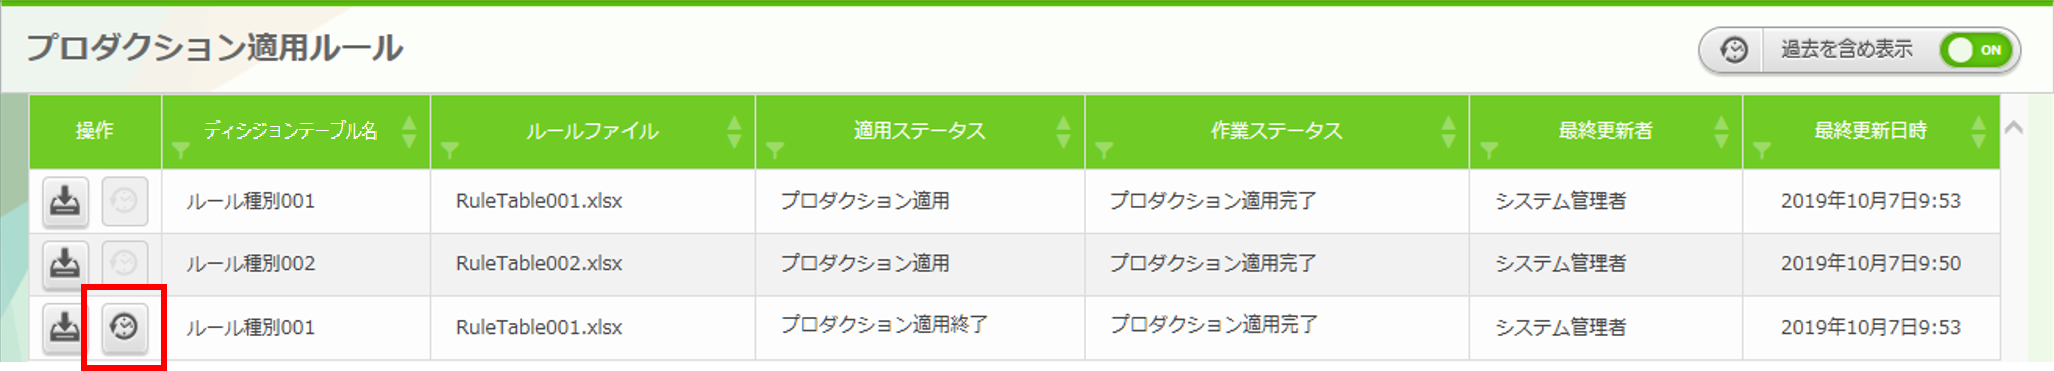 プロダクション適用ルール
過去を含め表示 ON
操作 ディシジョンテーブル名 ルールファイル 適用ステータス 作業ステータス 最終更新者 最終更新日時
ルール種別001 RuleTable001.xlsx プロダクション適用 プロダクション適用完了 システム管理者 2019年10月7日9:53
ルール種別002 RuleTable002.xlsx プロダクション適用 プロダクション適用完了 システム管理者 2019年10月7日9:50
ルール種別001 RuleTable001.xlsx プロダクション適用終了 プロダクション適用完了 システム管理者 2019年10月7日9:53